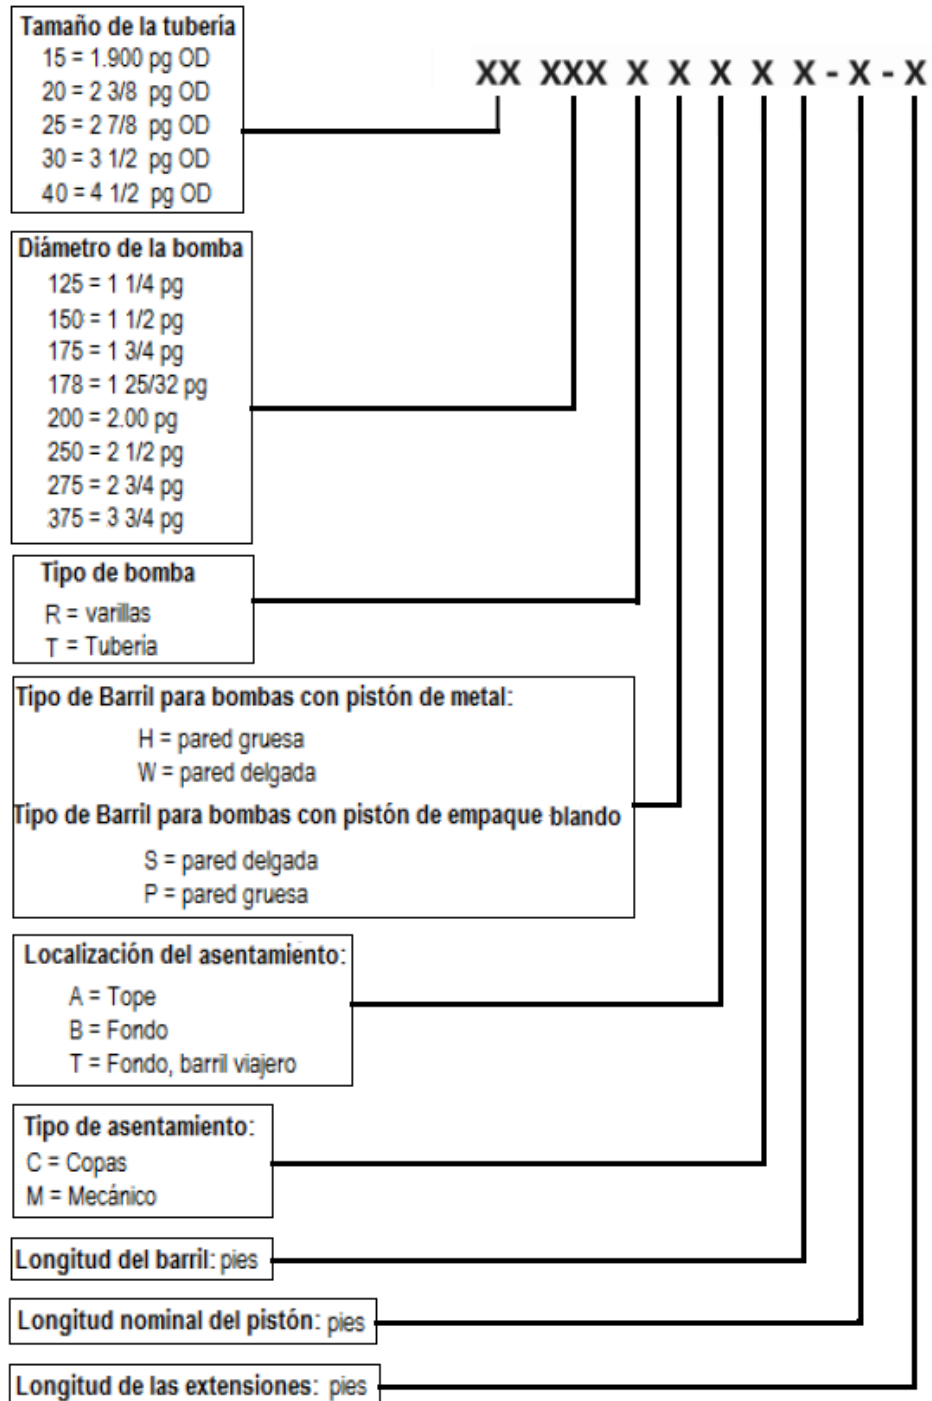 Tamaño de la tubería
15 = 1.900 pg OD
20 = 2 3/8 pg OD
25 = 2 7/8 pg OD
30 = 3 1/2 pg OD
40 = 4 1/2 pg OD
XX XXX X X X X X - X - X
Diámetro de la bomba
125 = 1 1/4 pg
150 = 1 1/2 pg
175 = 1 3/4 pg
178 = 1 25/32 pg
200 = 2.00 pg
250 = 2 1/2 pg
275 = 2 3/4 pg
375 = 3 3/4 pg
Tipo de bomba
R = varillas
T = Tubería
Tipo de Barril para bombas con pistón de metal:
H = pared gruesa
W = pared delgada
Tipo de Barril para bombas con pistón de empaque blando
S = pared delgada
P = pared gruesa
Localización del asentamiento:
A = Tope
B = Fondo
T = Fondo, barril viajero
Tipo de asentamiento:
C = Copas
M = Mecánico
Longitud del barril: pies
Longitud nominal del pistón: pies
Longitud de las extensiones: pies